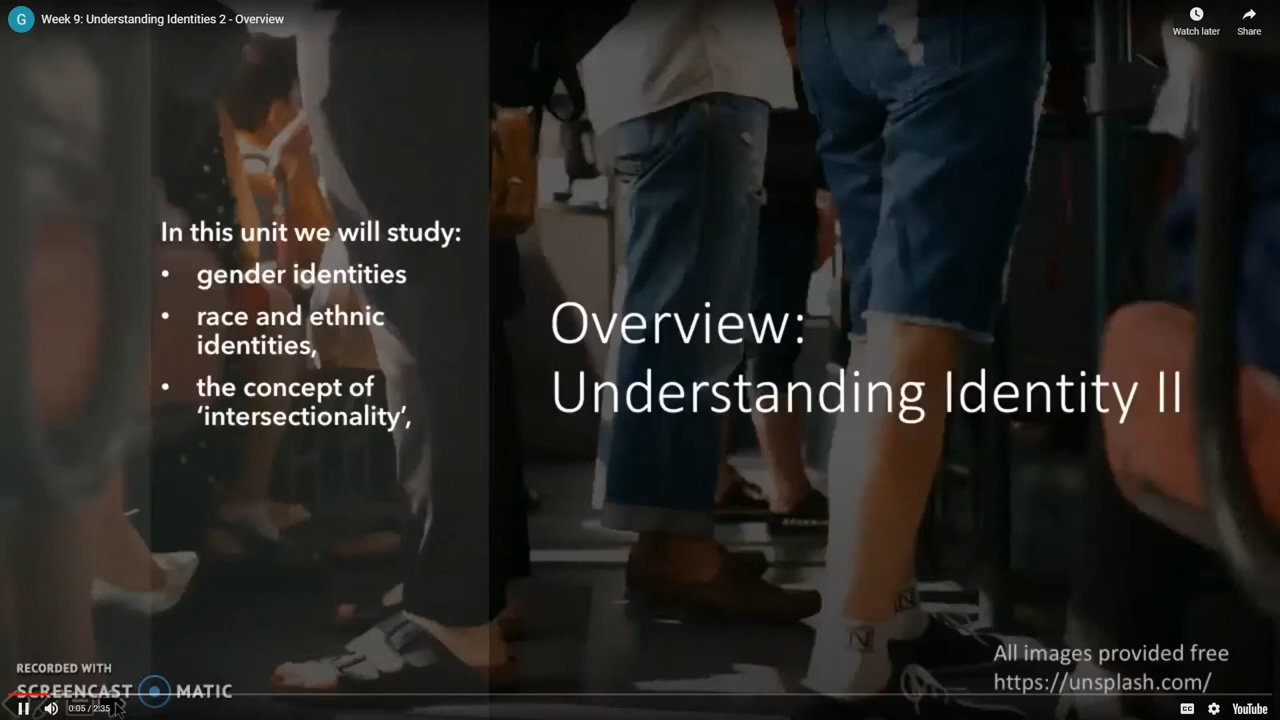 G
Week 9: Understanding Identities 2 - Overview
Watch later
Share
In this unit we will study:
• gender identities
• race and ethnic
identities,
• the concept of
‘intersectionality’,
Overview:
Understanding Identity II
N
N
All images provided free
https://unsplash.com/
RECORDED WITH
SCREENCAST MATIC
0:05 / 2:35
CC
YouTube